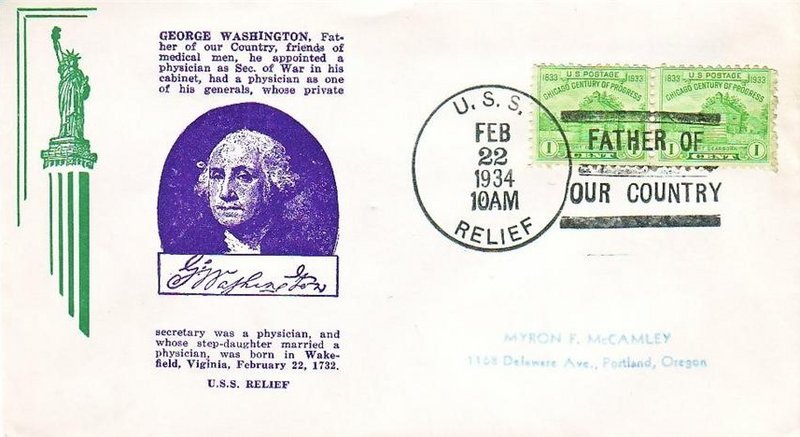 GEORGE WASHINGTON, Fat-
her of our Country, friends of
medical men, he appointed a
physician as Sec. of War in his
cabinet, had a physician as one
of his generals, whose private
G. Washington
secretary was a physician, and
whose step-daughter married a
physician, was born in Wake-
field, Viginia, February 22, 1732.
U.S.S. RELIEF
U.S.S.
FEB
22
1934
10AM
RELIEF
1833 U.S. POSTAGE 1933
CHICAGO CENTURY OF PROGRESS
1 CENT
1833 U.S. POSTAGE 1933
CHICAGO CENTURY OF PROGRESS
CENT 1
FATHER OF
OUR COUNTRY
MYRON F. McCAMLEY
1158 Delaware Ave., Portland, Oregon